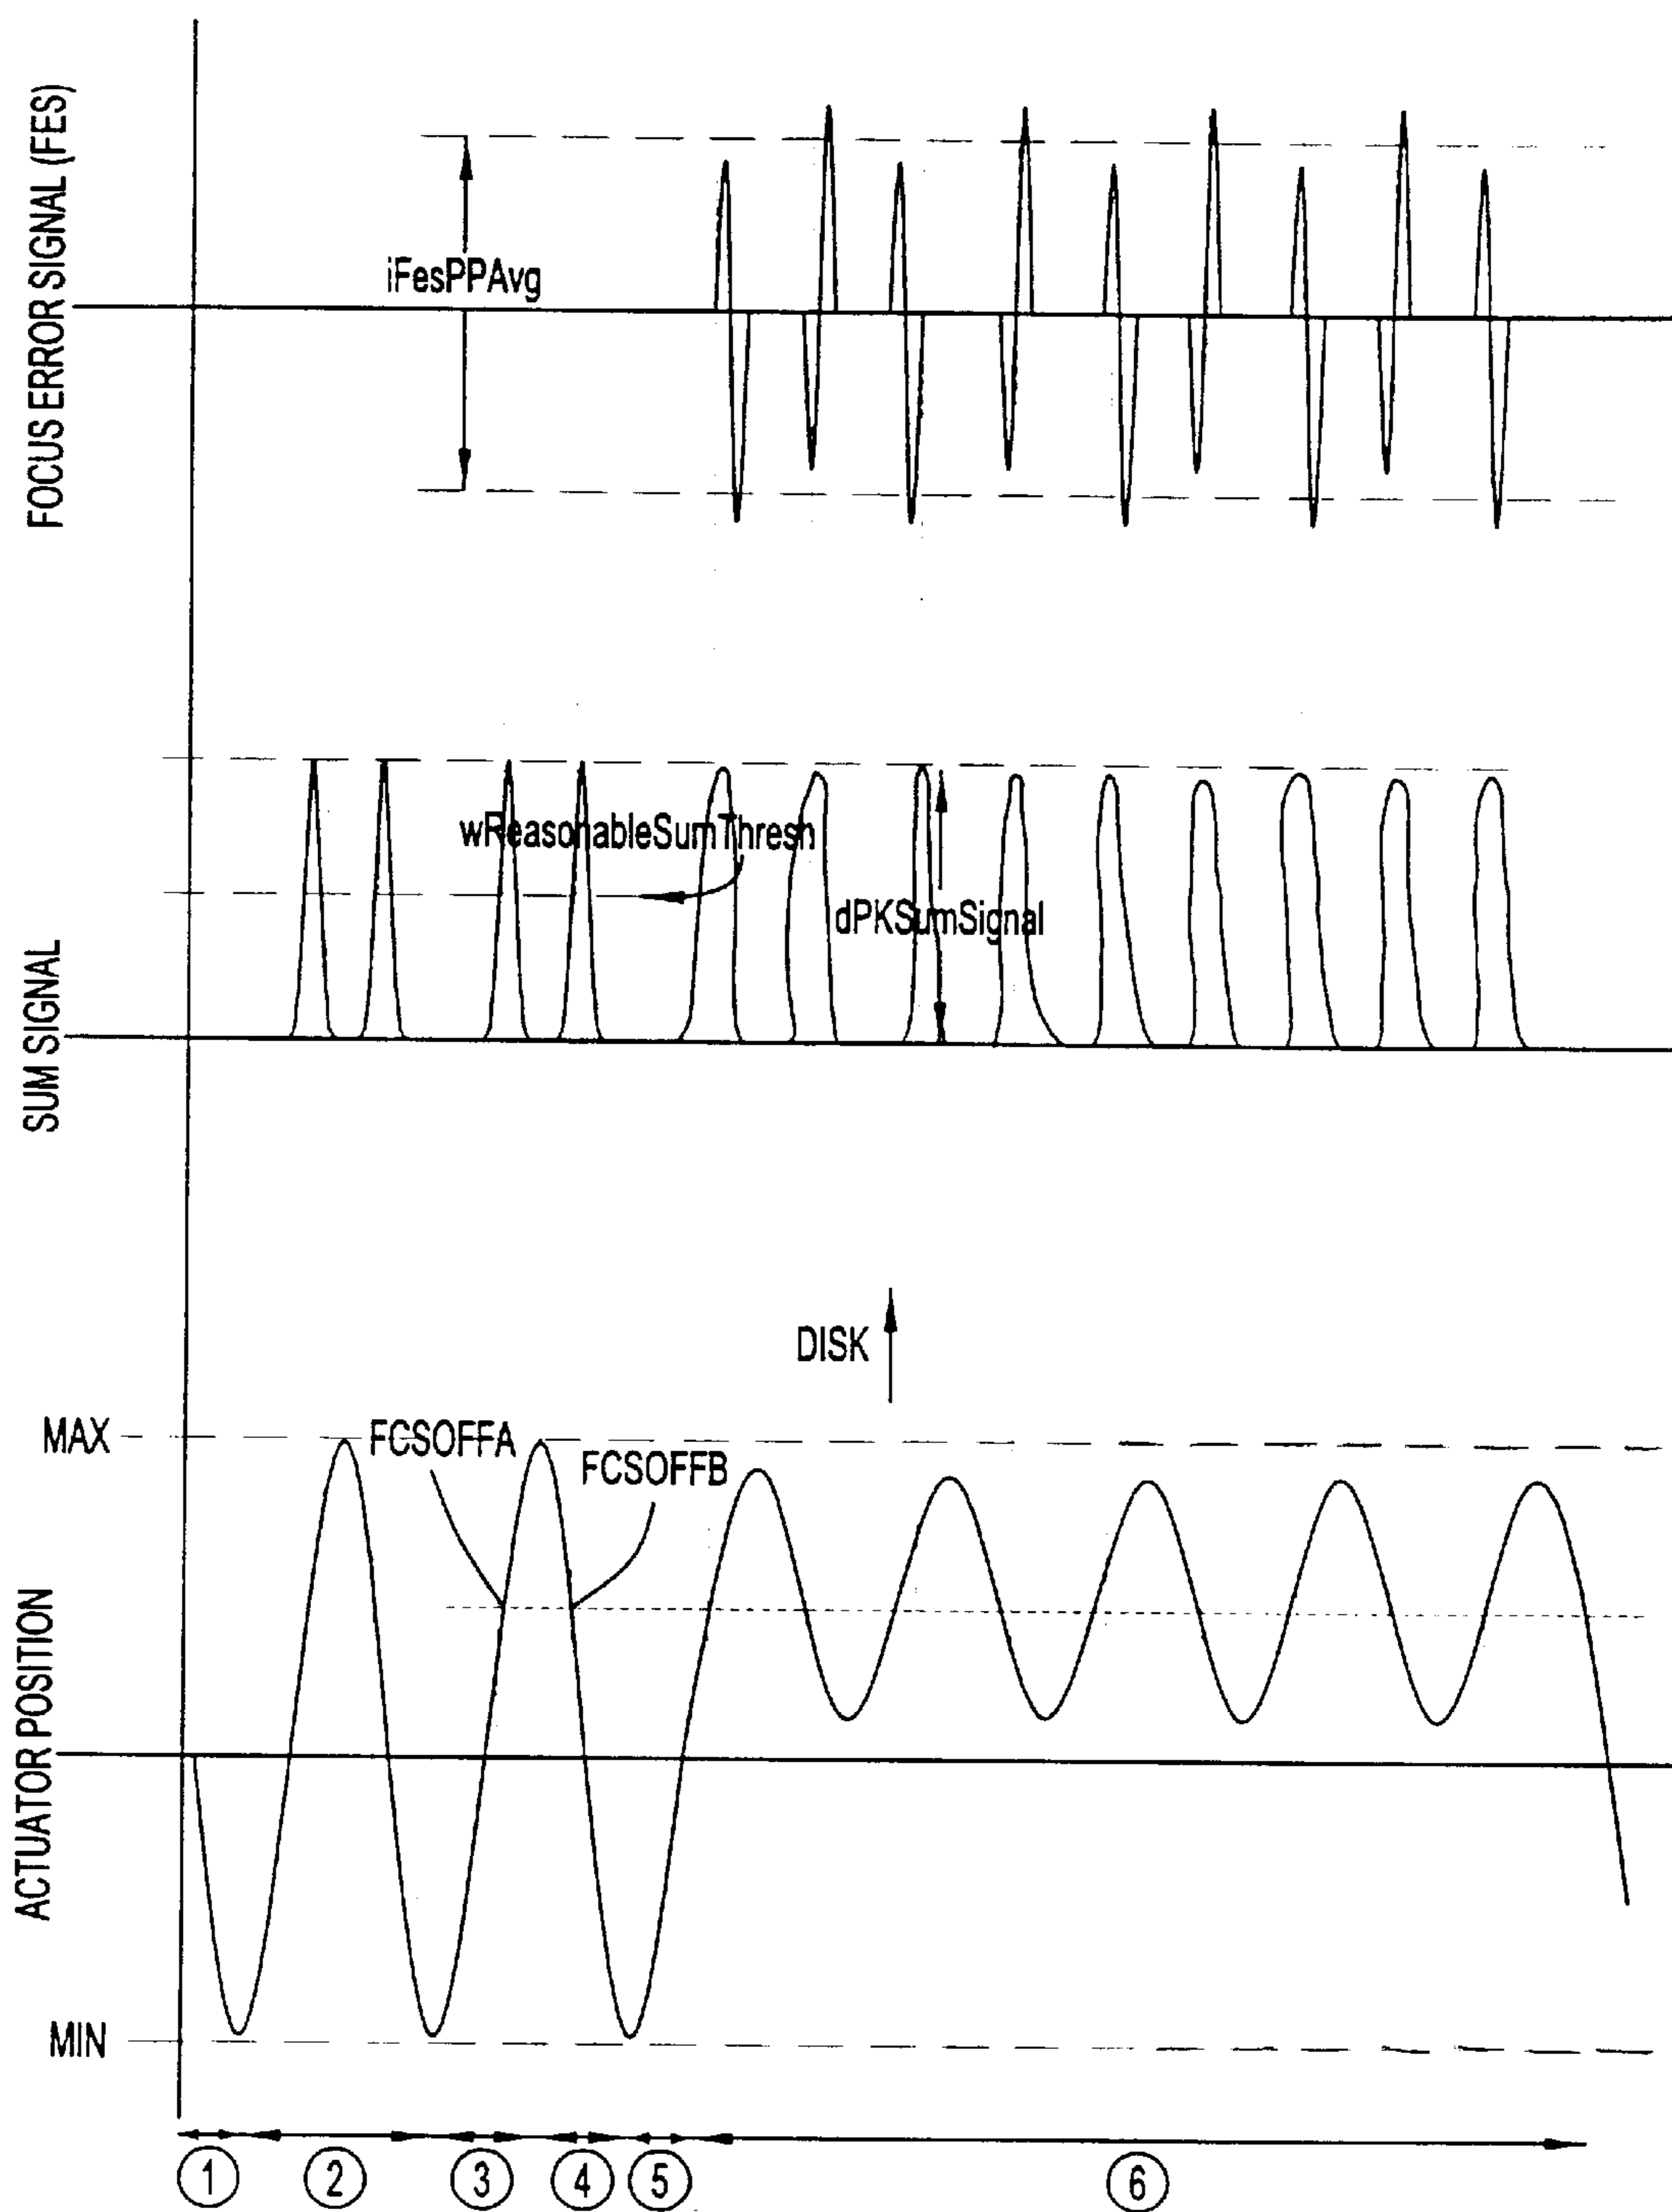 FOCUS ERROR SIGNAL (FES)
iFesPPAvg
SUM SIGNAL
wReasonableSumThresh
dPKSumSignal
DISK
ACTUATOR POSITION
MAX
FCSOFFA
FCSOFFB
MIN
1 2 3 4 5 6